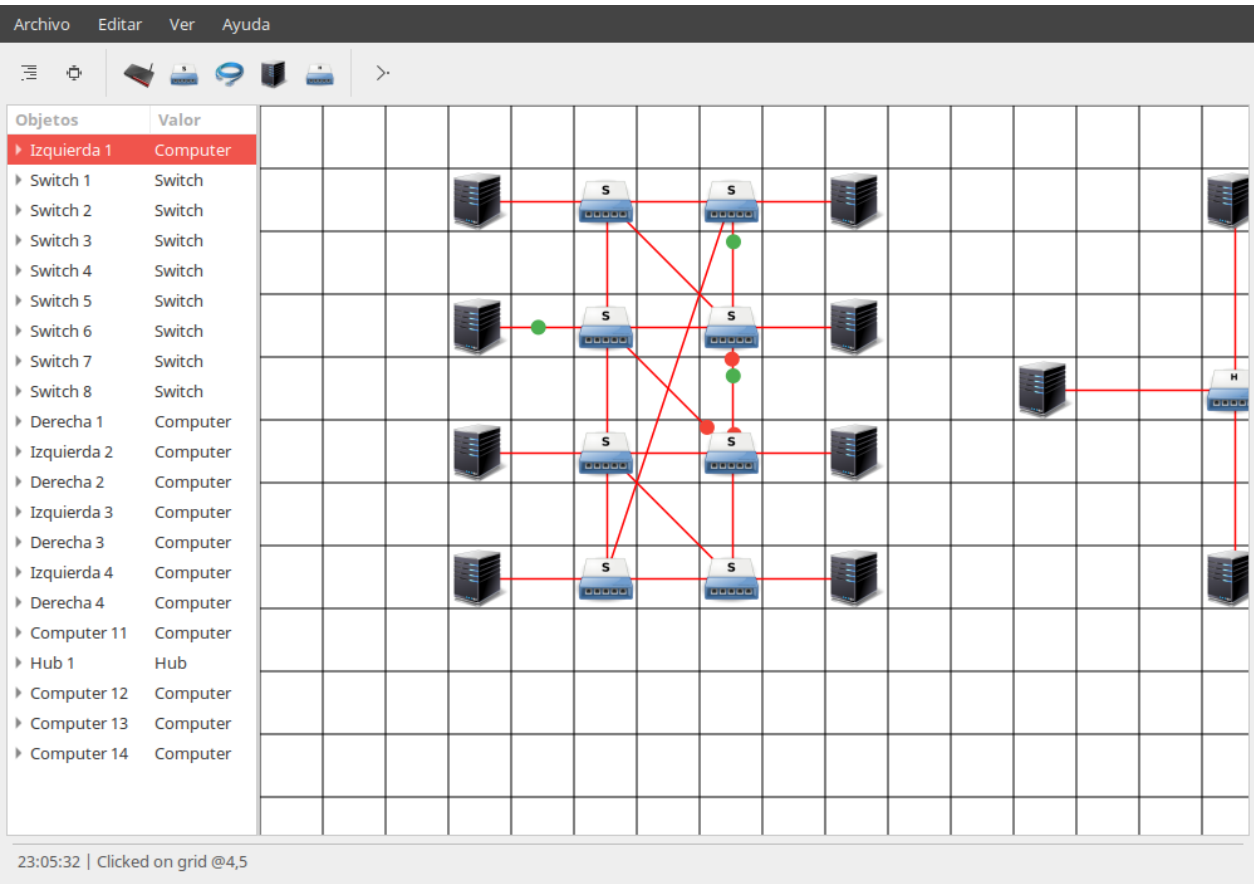 Archivo Editar Ver Ayuda
S H
Objetos Valor
Izquierda 1 Computer
Switch 1 Switch
Switch 2 Switch
Switch 3 Switch
Switch 4 Switch
Switch 5 Switch
Switch 6 Switch
Switch 7 Switch
Switch 8 Switch
Derecha 1 Computer
Izquierda 2 Computer
Derecha 2 Computer
Izquierda 3 Computer
Derecha 3 Computer
Izquierda 4 Computer
Derecha 4 Computer
Computer 11 Computer
Hub 1 Hub
Computer 12 Computer
Computer 13 Computer
Computer 14 Computer
S S
S S
H
S S
S S
23:05:32 | Clicked on grid @4,5